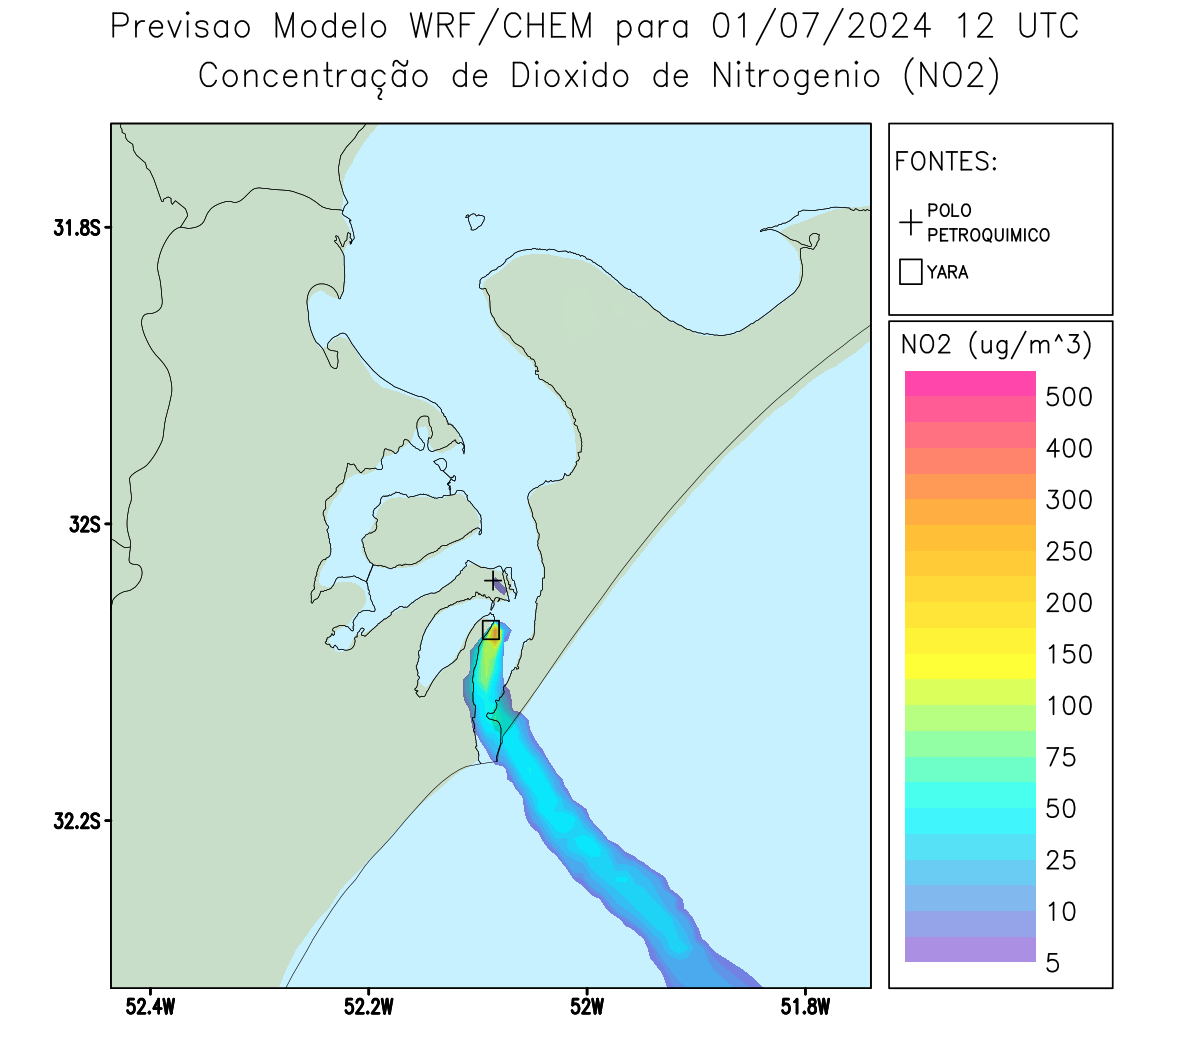 Previsao Modelo WRF/CHEM para 01/07/2024 12 UTC
Concentração de Dioxido de Nitrogenio (NO2)
FONTES:
POLO
PETROQUIMICO
YARA
NO2 (ug/m^3)
500
400
300
250
200
150
100
75
50
25
10
5
31.8S
32S
32.2S
52.4W
52.2W
52W
51.8W